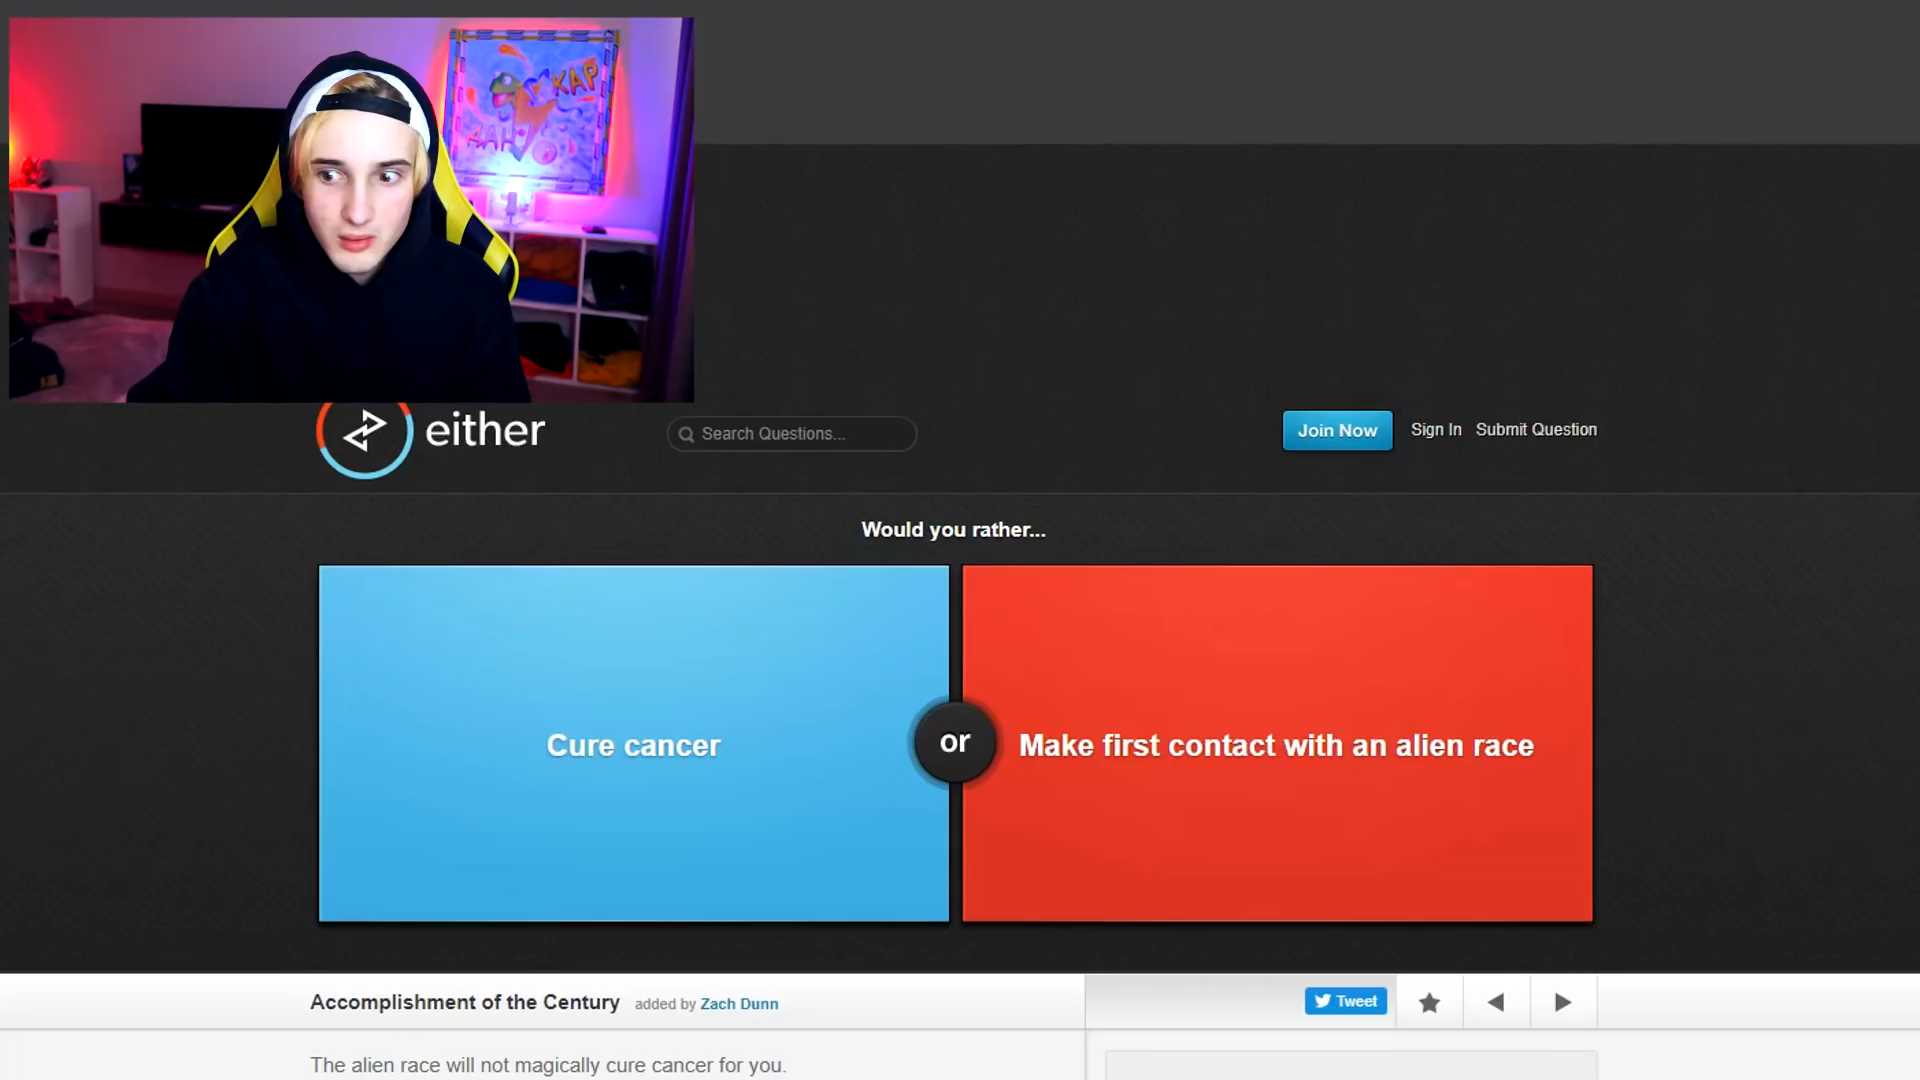 KAP
either
Search Questions...
Join Now
Sign In
Submit Question
Would you rather...
Cure cancer
or
Make first contact with an alien race
Accomplishment of the Century
added by Zach Dunn
Tweet
The alien race will not magically cure cancer for you.